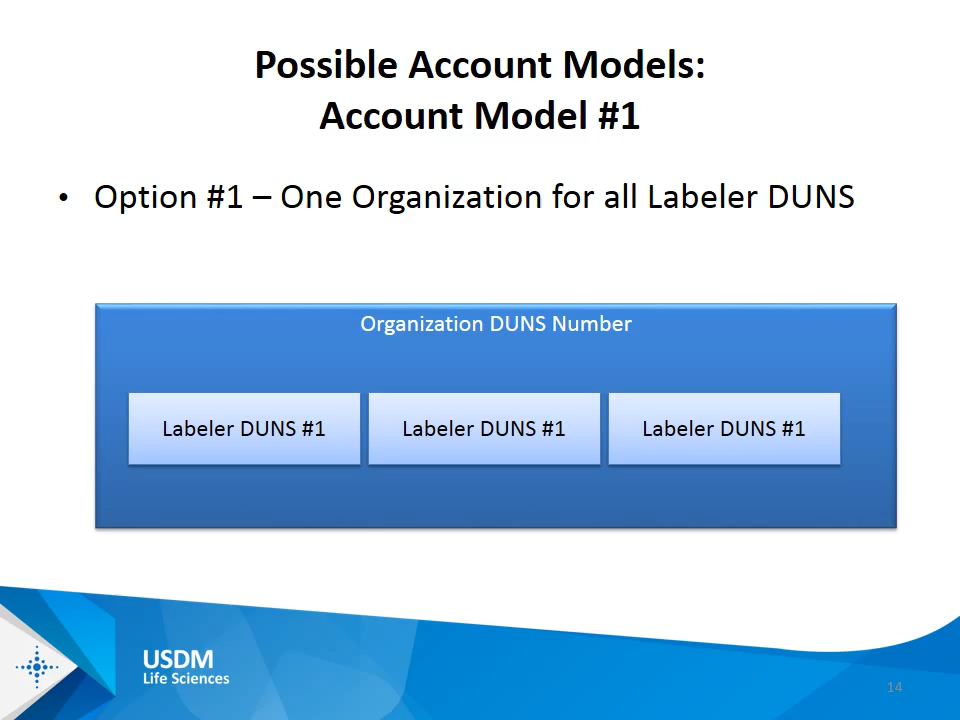 Possible Account Models:
Account Model #1
• Option #1 – One Organization for all Labeler DUNS
Organization DUNS Number
Labeler DUNS #1
Labeler DUNS #1
Labeler DUNS #1
USDM
Life Sciences
14